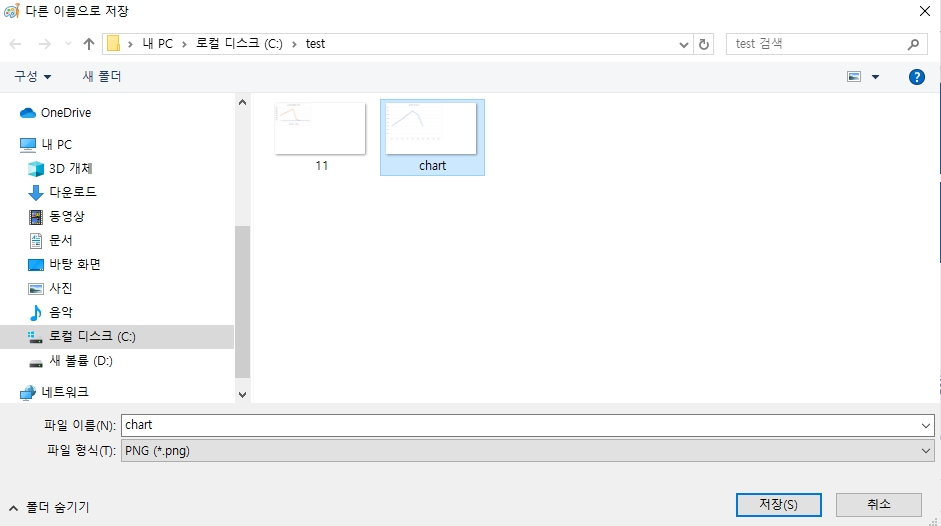 다른 이름으로 저장
내 PC > 로컬 디스크 (C:) > test
test 검색
구성
새 폴더
OneDrive
내 PC
3D 개체
다운로드
동영상
문서
바탕 화면
사진
음악
로컬 디스크 (C:)
새 볼륨 (D:)
네트워크
11
chart
파일 이름(N):
chart
파일 형식(T):
PNG (*.png)
폴더 숨기기
저장(S)
취소